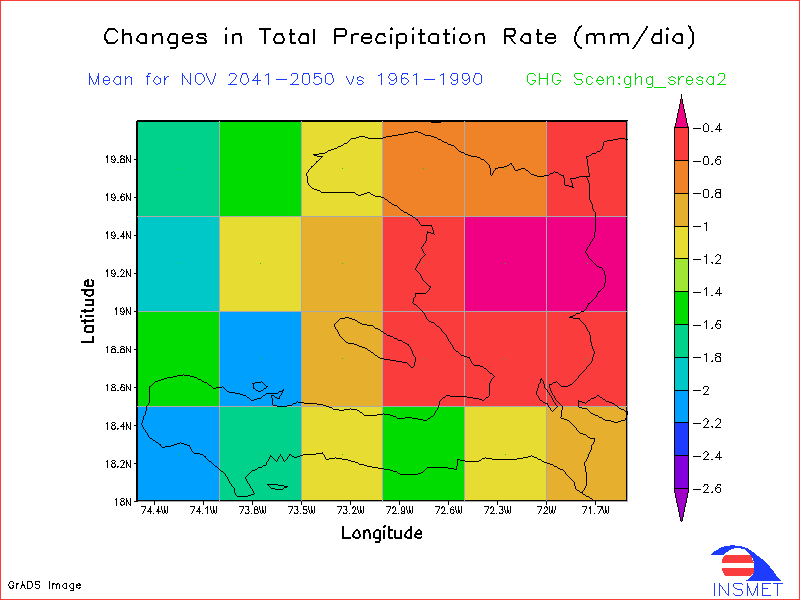 Changes in Total Precipitation Rate (mm/dia)
Mean for NOV 2041-2050 vs 1961-1990 GHG Scen:ghg_sresa2
19.8N
19.6N
19.4N
19.2N
19N
18.8N
18.6N
18.4N
18.2N
18N
Latitude
74.4W 74.1W 73.8W 73.5W 73.2W 72.9W 72.6W 72.3W 72W 71.7W
Longitude
-0.4
-0.6
-0.8
-1
-1.2
-1.4
-1.6
-1.8
-2
-2.2
-2.4
-2.6
GrADS Image
INSMET